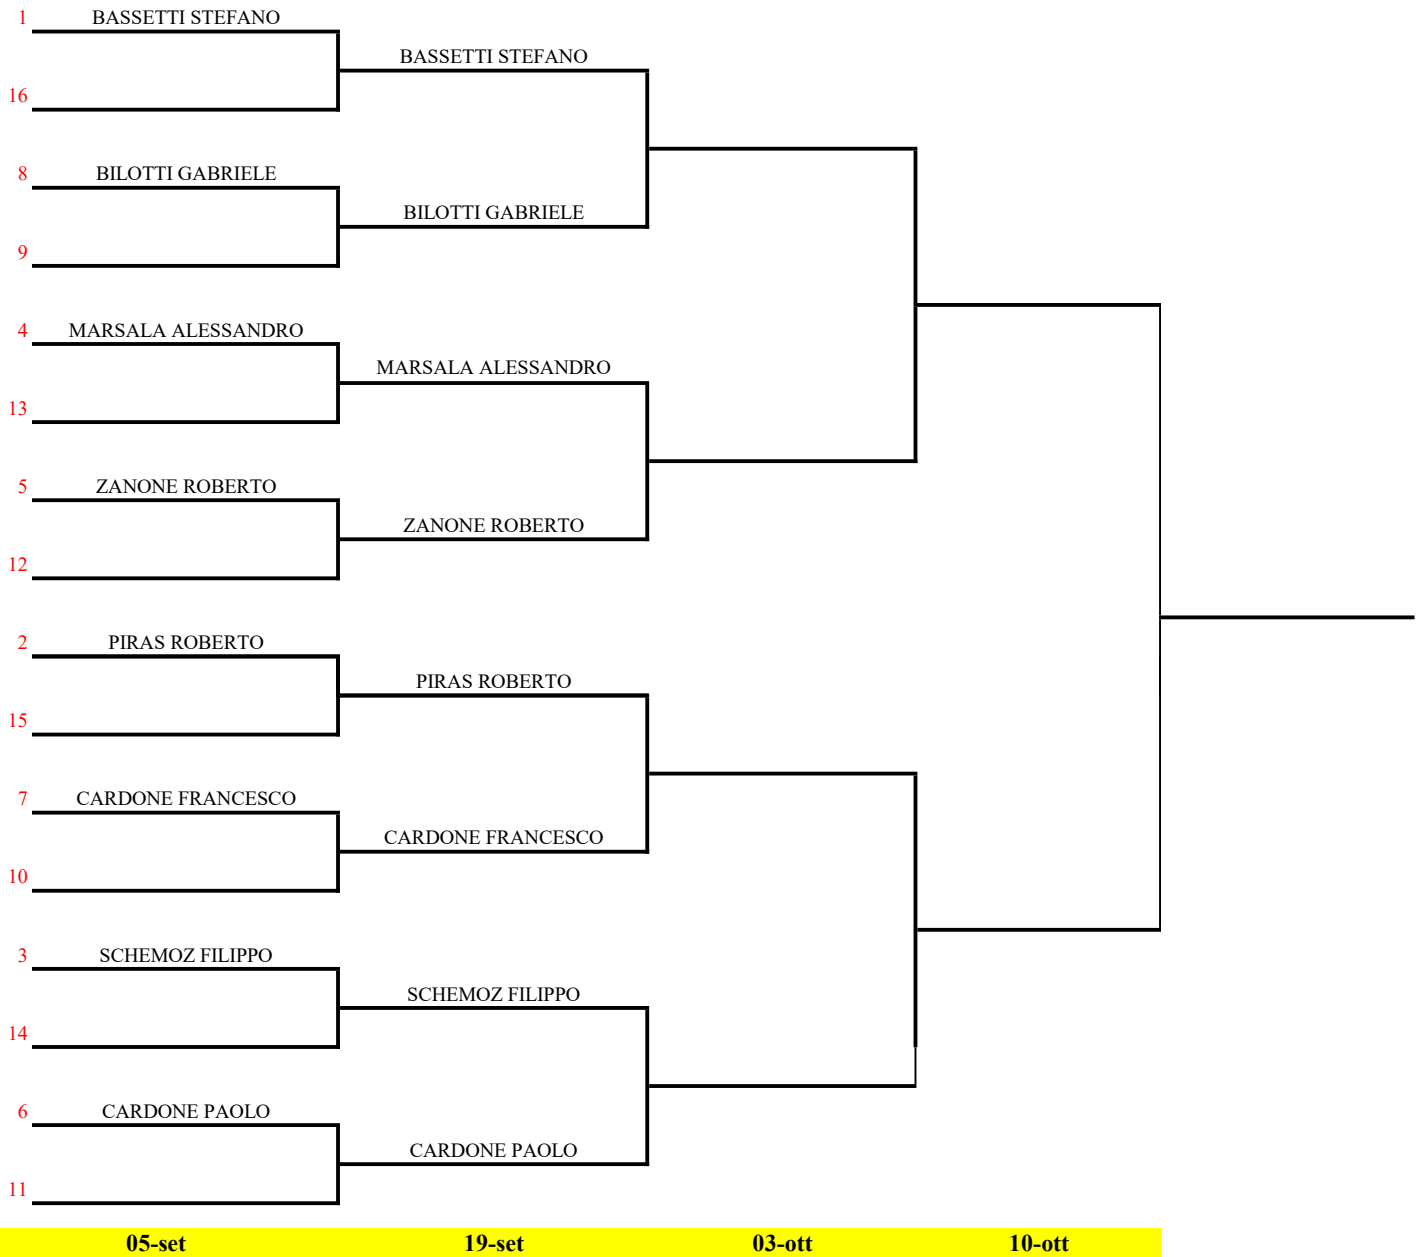 1 BASSETTI STEFANO
BASSETTI STEFANO
16
8 BILOTTI GABRIELE
BILOTTI GABRIELE
9
4 MARSALA ALESSANDRO
MARSALA ALESSANDRO
13
5 ZANONE ROBERTO
ZANONE ROBERTO
12
2 PIRAS ROBERTO
PIRAS ROBERTO
15
7 CARDONE FRANCESCO
CARDONE FRANCESCO
10
3 SCHEMOZ FILIPPO
SCHEMOZ FILIPPO
14
6 CARDONE PAOLO
CARDONE PAOLO
11
05-set 19-set 03-ott 10-ott